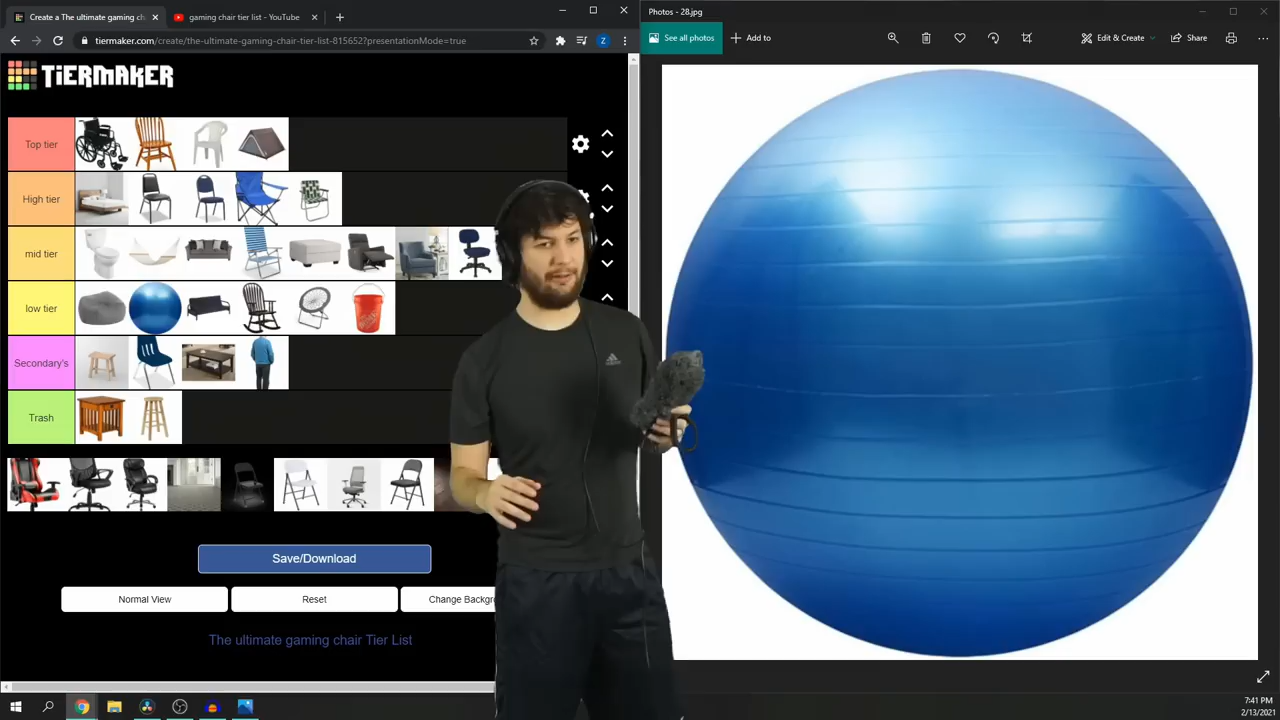 Create a The ultimate gaming ch
gaming chair tier list - YouTube
tiermaker.com/create/the-ultimate-gaming-chair-tier-list-815652?presentationMode=true
Z
TIERMAKER
Top tier
High tier
mid tier
low tier
Secondary's
Trash
Save/Download
Normal View
Reset
Change Backgr
The ultimate gaming chair Tier List
Photos - 28.jpg
See all photos
Add to
Edit & Create
Share
adidas
7:41 PM
2/13/2021